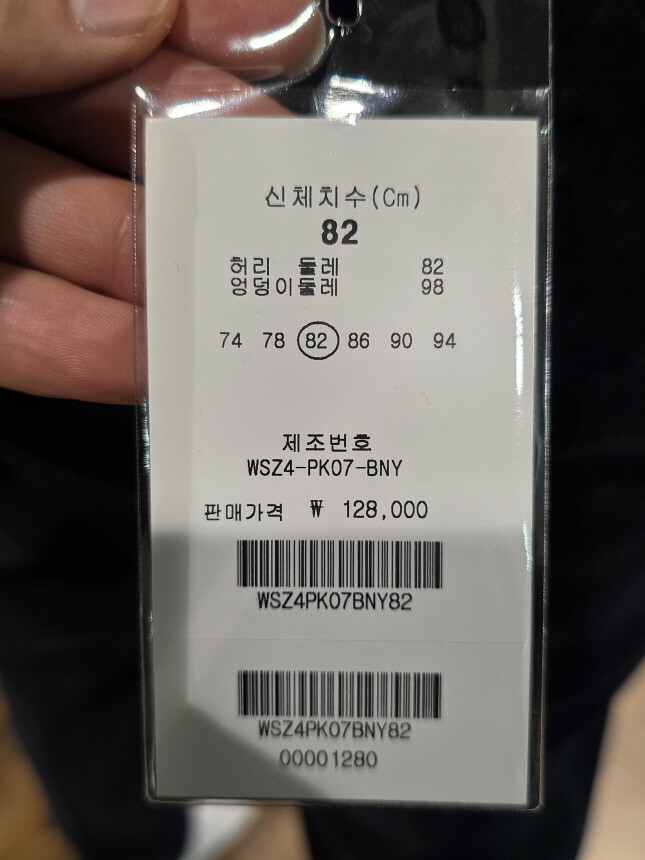 신체치수(Cm)
82
허리 둘레 82
엉덩이둘레 98
74 78 82 86 90 94
제조번호
WSZ4-PK07-BNY
판매가격 ₩ 128,000
WSZ4PK07BNY82
WSZ4PK07BNY82
00001280